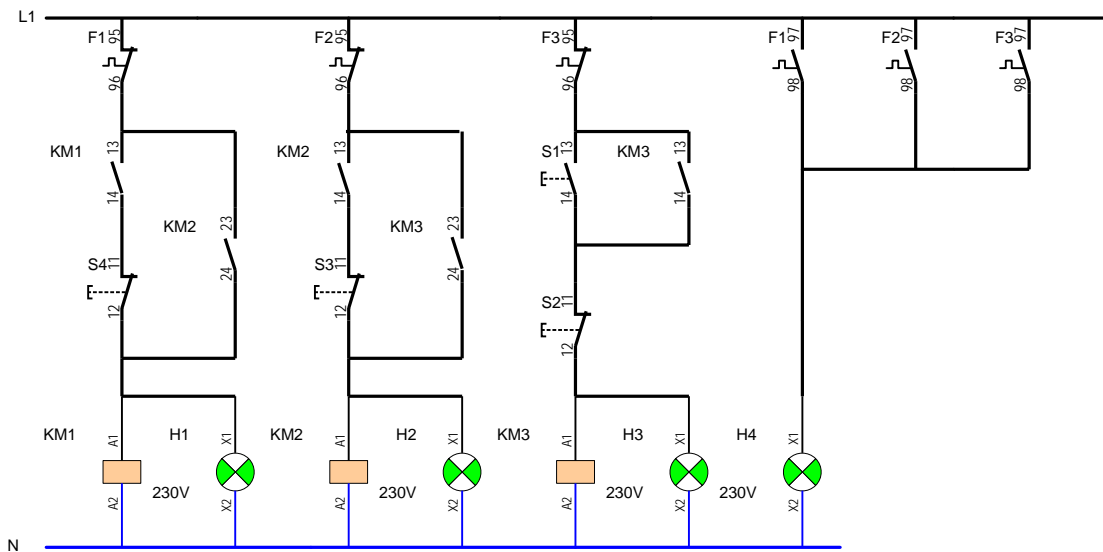 L1
F1 95 F2 95 F3 95 F1 97 F2 97 F3 97
96 96 96 98 98 98
KM1 13 KM2 13 S1 13 KM3 13
14 14 14 14
KM2 23 KM3 23
S4 11 24 S3 11 24
12 12 S2 11
12
KM1 A1 H1 X1 KM2 A1 H2 X1 KM3 A1 H3 X1 H4 X1
A2 230V X2 A2 230V X2 A2 230V X2 230V X2
N